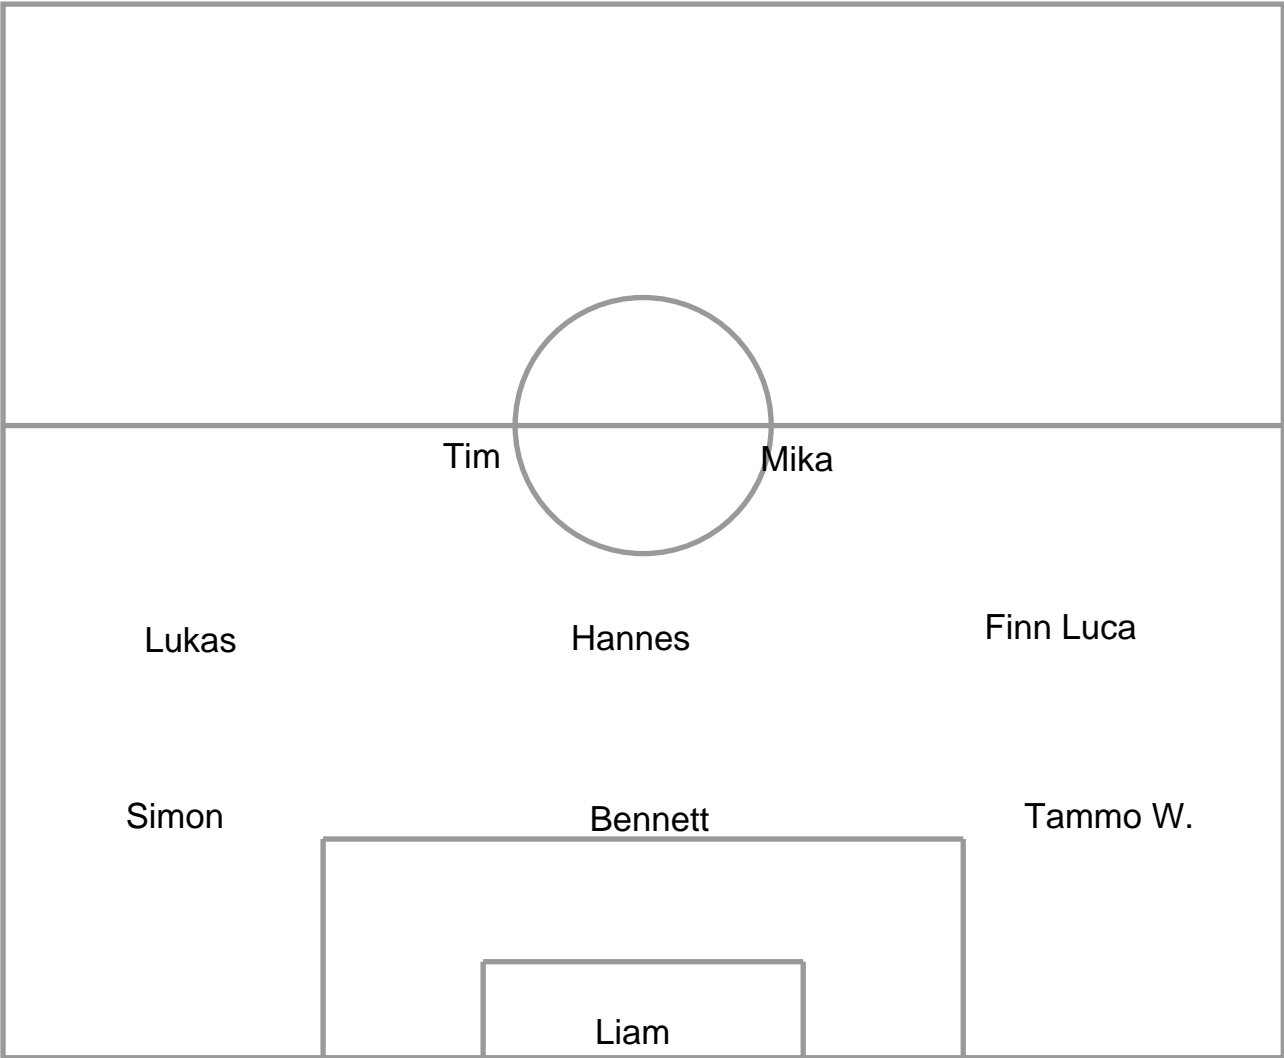 Tim
Mika
Lukas
Hannes
Finn Luca
Simon
Bennett
Tammo W.
Liam